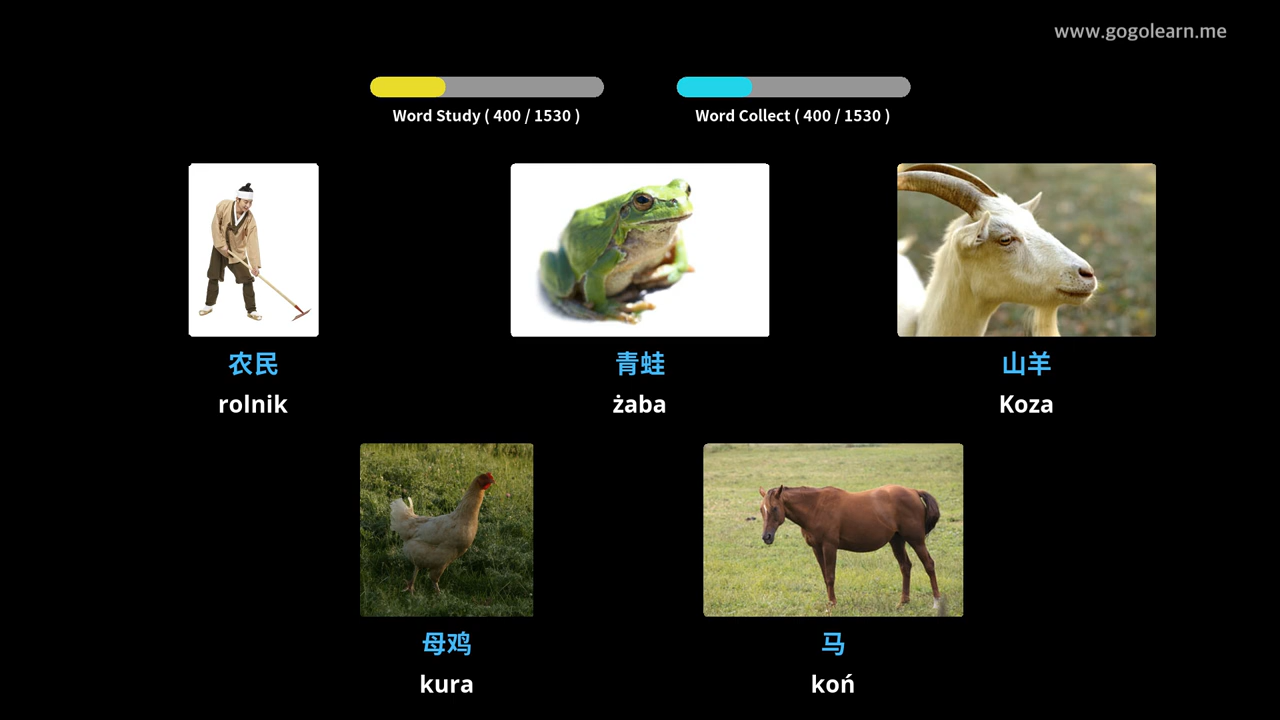 www.gogolearn.me
Word Study ( 400 / 1530 )
Word Collect ( 400 / 1530 )
农民
rolnik
青蛙
żaba
山羊
Koza
母鸡
kura
马
koń